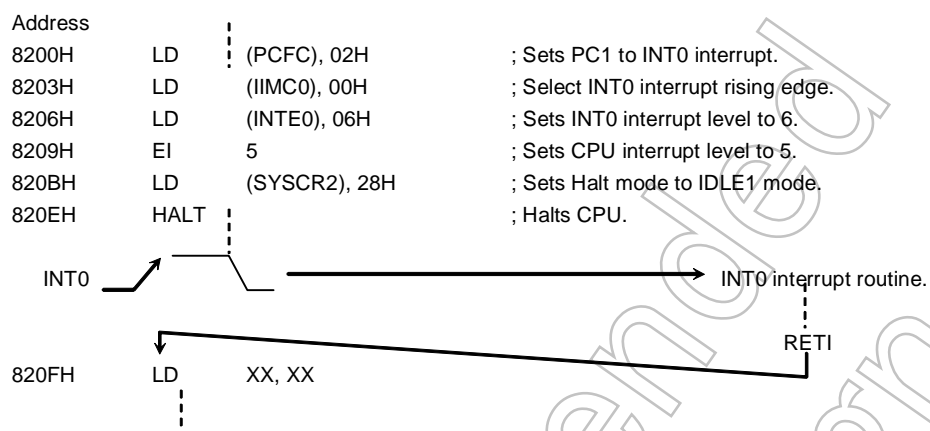 Address
8200H LD (PCFC), 02H ; Sets PC1 to INT0 interrupt.
8203H LD (IIMC0), 00H ; Select INT0 interrupt rising edge.
8206H LD (INTE0), 06H ; Sets INT0 interrupt level to 6.
8209H EI 5 ; Sets CPU interrupt level to 5.
820BH LD (SYSCR2), 28H ; Sets Halt mode to IDLE1 mode.
820EH HALT ; Halts CPU.
INT0 INT0 interrupt routine.
RETI
820FH LD XX, XX